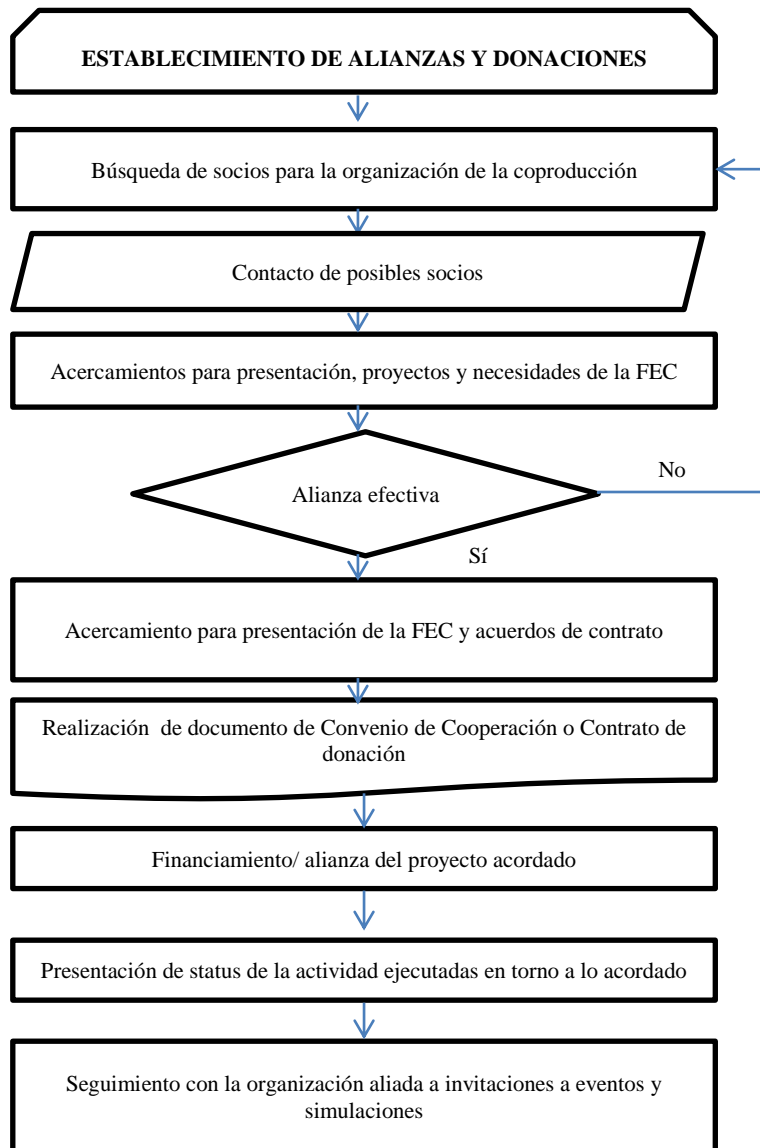 ESTABLECIMIENTO DE ALIANZAS Y DONACIONES
Búsqueda de socios para la organización de la coproducción
Contacto de posibles socios
Acercamientos para presentación, proyectos y necesidades de la FEC
Alianza efectiva
No
Sí
Acercamiento para presentación de la FEC y acuerdos de contrato
Realización de documento de Convenio de Cooperación o Contrato de
donación
Financiamiento/ alianza del proyecto acordado
Presentación de status de la actividad ejecutadas en torno a lo acordado
Seguimiento con la organización aliada a invitaciones a eventos y
simulaciones